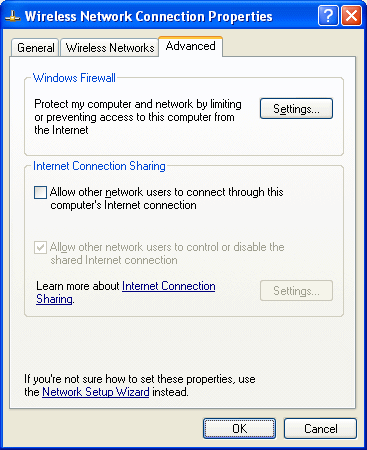 Wireless Network Connection Properties
General
Wireless Networks
Advanced
Windows Firewall
Protect my computer and network by limiting
or preventing access to this computer from
the Internet
Settings...
Internet Connection Sharing
Allow other network users to connect through this
computer's Internet connection
Allow other network users to control or disable the
shared Internet connection
Learn more about Internet Connection
Sharing.
Settings...
If you're not sure how to set these properties, use
the Network Setup Wizard instead.
OK
Cancel